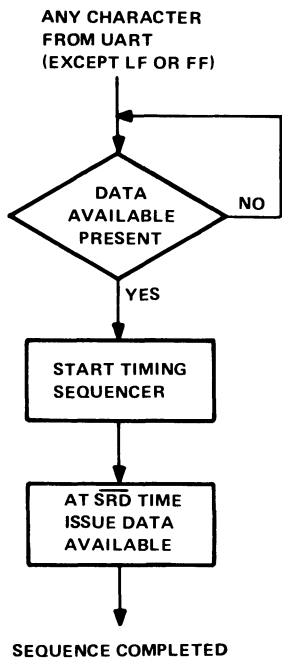 ANY CHARACTER
FROM UART
(EXCEPT LF OR FF)
DATA
AVAILABLE
PRESENT
NO
YES
START TIMING
SEQUENCER
AT S̅R̅D̅ TIME
ISSUE DATA
AVAILABLE
SEQUENCE COMPLETED